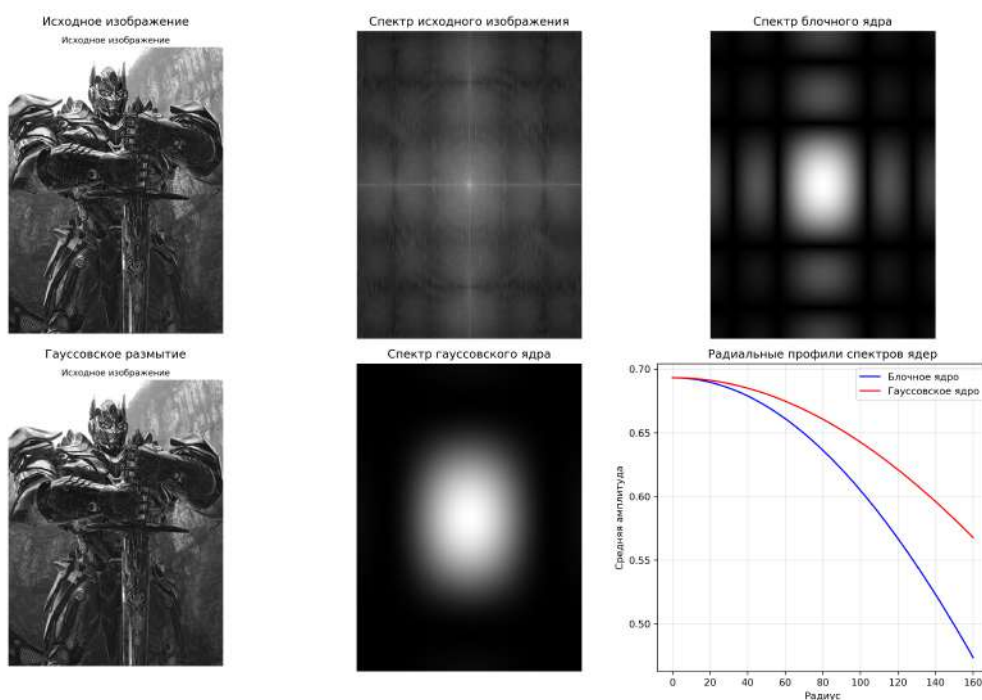 Исходное изображение
Исходное изображение
Спектр исходного изображения
Спектр блочного ядра
Гауссовское размытие
Исходное изображение
Спектр гауссовского ядра
Радиальные профили спектров ядер
Блочное ядро
Гауссовское ядро
Средняя амплитуда
0.70
0.65
0.60
0.55
0.50
0 20 40 60 80 100 120 140 160
Радиус